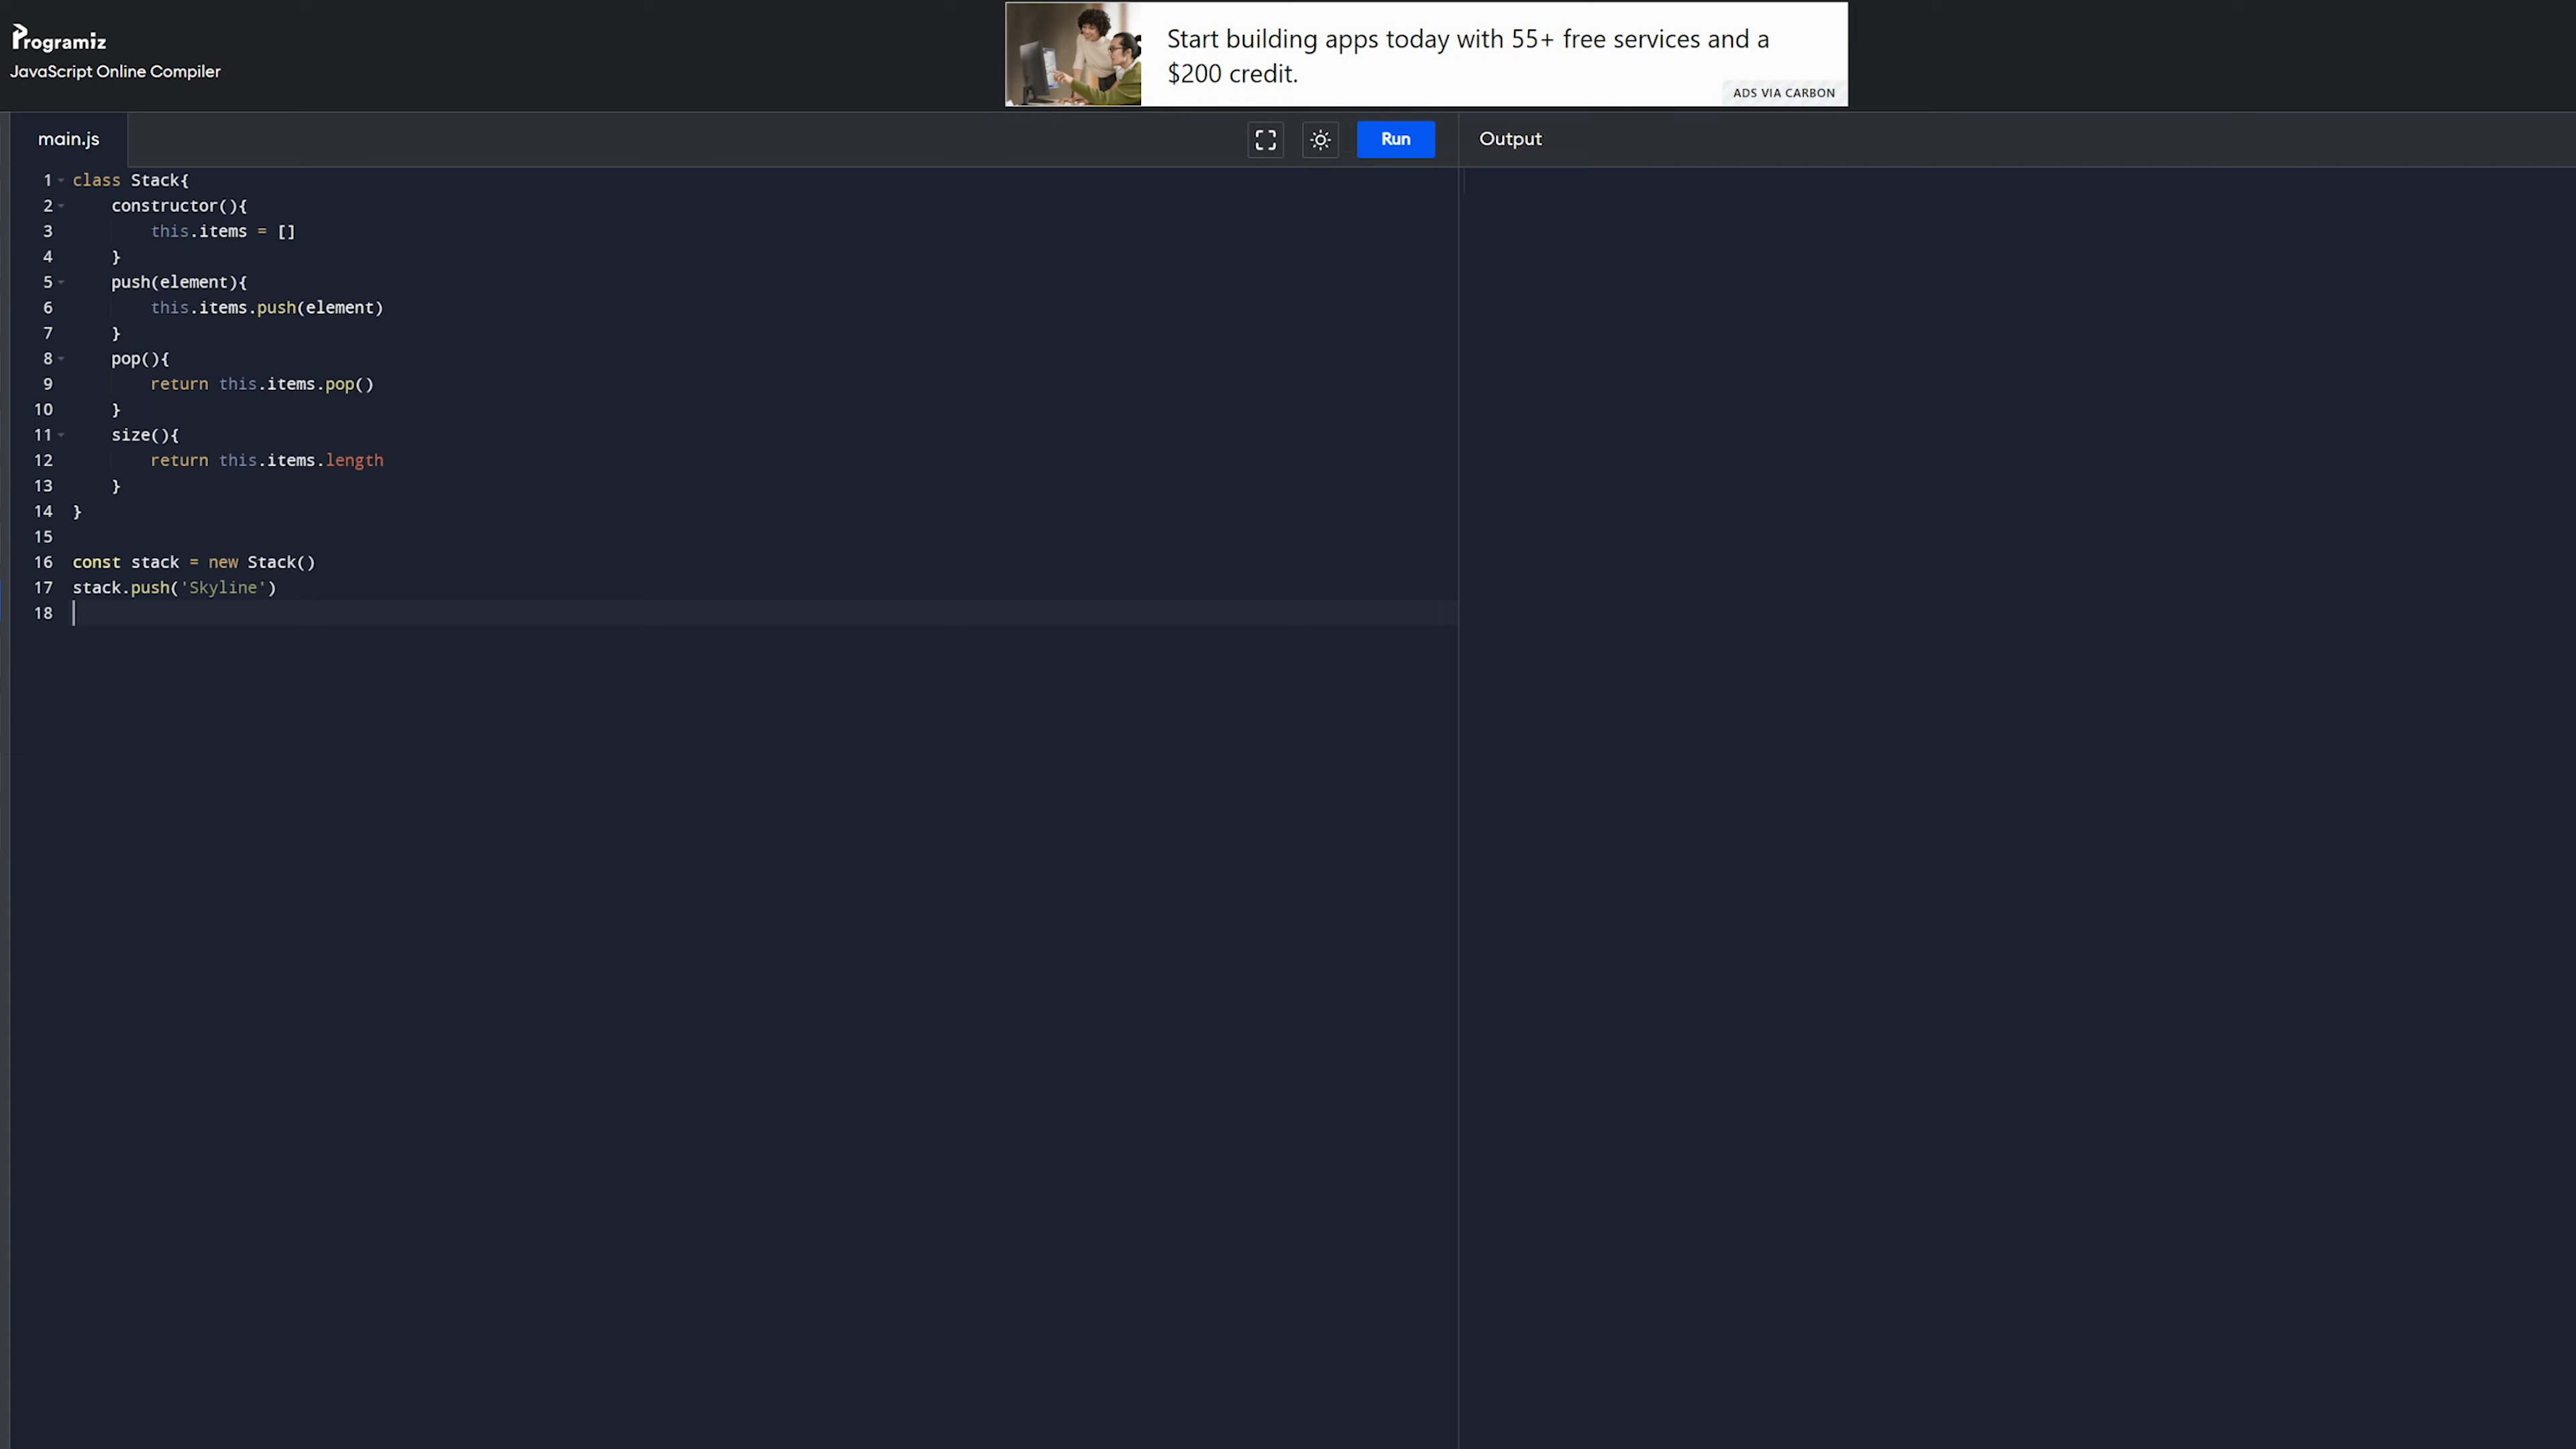 Programiz
JavaScript Online Compiler
Start building apps today with 55+ free services and a
$200 credit.
ADS VIA CARBON
main.js
Run
Output
1 class Stack{
2     constructor(){
3         this.items = []
4     }
5     push(element){
6         this.items.push(element)
7     }
8     pop(){
9         return this.items.pop()
10     }
11     size(){
12         return this.items.length
13     }
14 }
15
16 const stack = new Stack()
17 stack.push('Skyline')
18